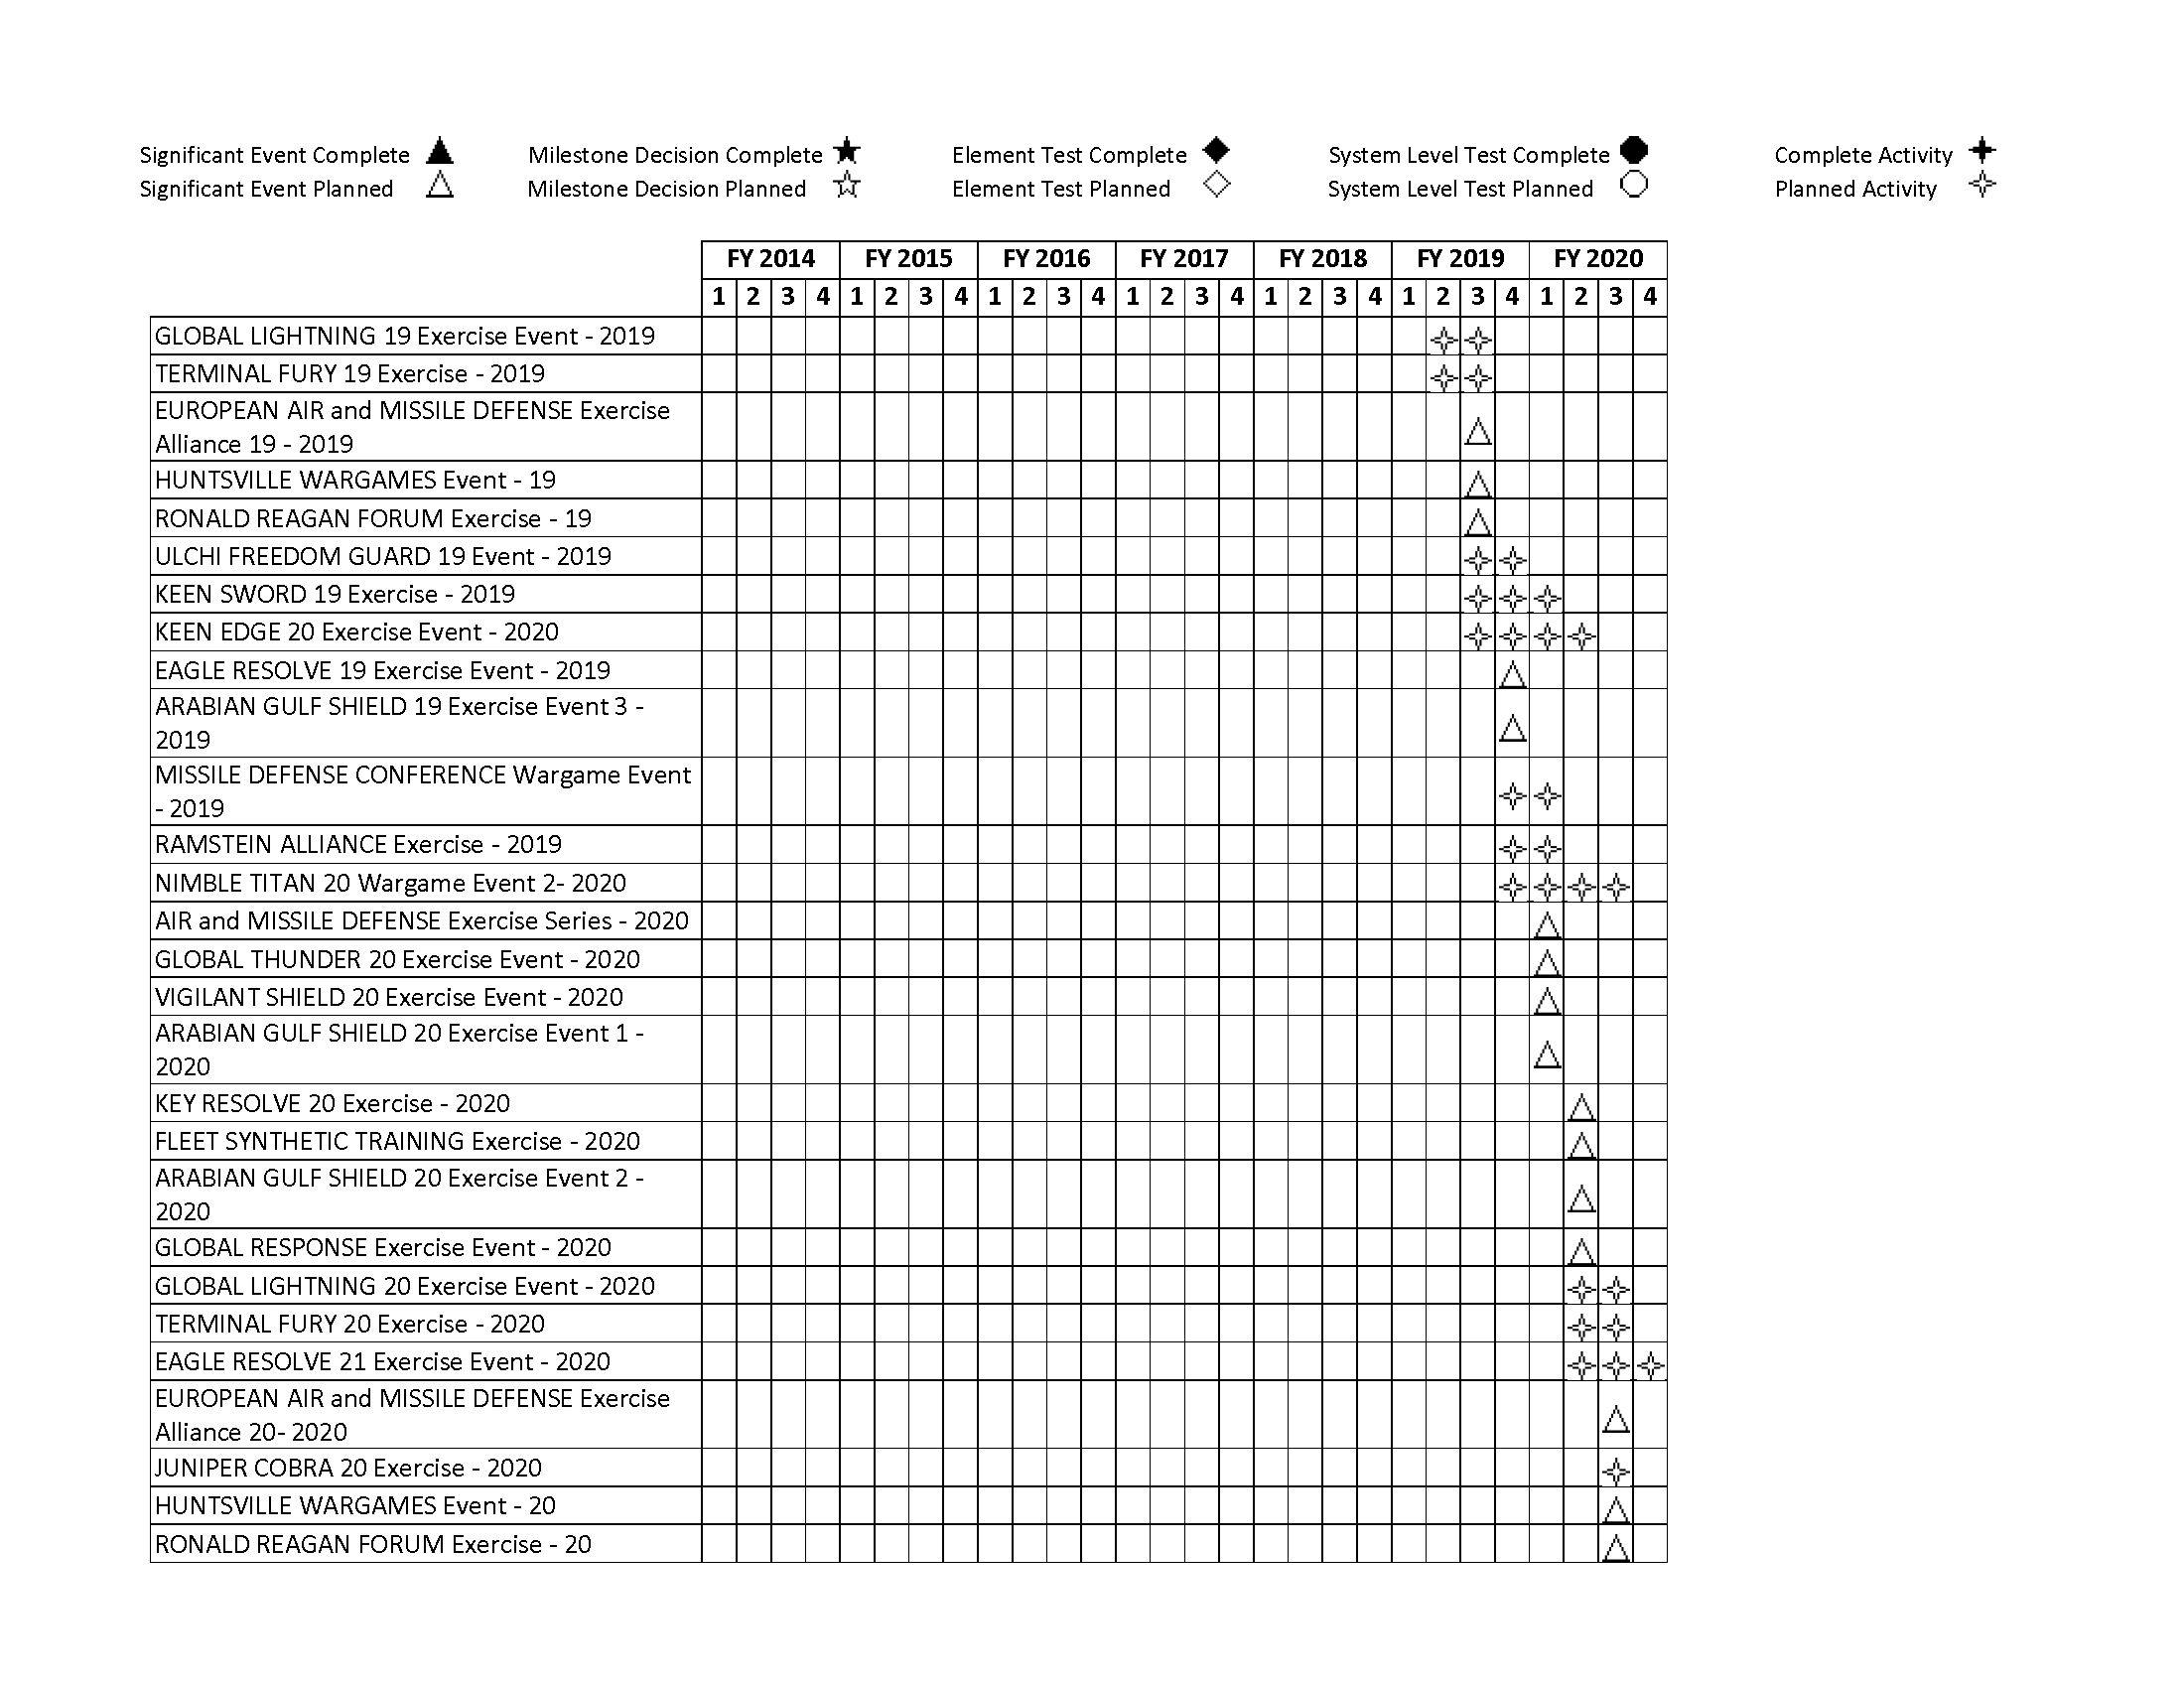 Significant Event Complete Milestone Decision Complete Element Test Complete System Level Test Complete Complete Activity
Significant Event Planned Milestone Decision Planned Element Test Planned System Level Test Planned Planned Activity
FY 2014 FY 2015 FY 2016 FY 2017 FY 2018 FY 2019 FY 2020
1 2 3 4 1 2 3 4 1 2 3 4 1 2 3 4 1 2 3 4 1 2 3 4 1 2 3 4
GLOBAL LIGHTNING 19 Exercise Event - 2019
TERMINAL FURY 19 Exercise - 2019
EUROPEAN AIR and MISSILE DEFENSE Exercise
Alliance 19 - 2019
HUNTSVILLE WARGAMES Event - 19
RONALD REAGAN FORUM Exercise - 19
ULCHI FREEDOM GUARD 19 Event - 2019
KEEN SWORD 19 Exercise - 2019
KEEN EDGE 20 Exercise Event - 2020
EAGLE RESOLVE 19 Exercise Event - 2019
ARABIAN GULF SHIELD 19 Exercise Event 3 -
2019
MISSILE DEFENSE CONFERENCE Wargame Event
- 2019
RAMSTEIN ALLIANCE Exercise - 2019
NIMBLE TITAN 20 Wargame Event 2- 2020
AIR and MISSILE DEFENSE Exercise Series - 2020
GLOBAL THUNDER 20 Exercise Event - 2020
VIGILANT SHIELD 20 Exercise Event - 2020
ARABIAN GULF SHIELD 20 Exercise Event 1 -
2020
KEY RESOLVE 20 Exercise - 2020
FLEET SYNTHETIC TRAINING Exercise - 2020
ARABIAN GULF SHIELD 20 Exercise Event 2 -
2020
GLOBAL RESPONSE Exercise Event - 2020
GLOBAL LIGHTNING 20 Exercise Event - 2020
TERMINAL FURY 20 Exercise - 2020
EAGLE RESOLVE 21 Exercise Event - 2020
EUROPEAN AIR and MISSILE DEFENSE Exercise
Alliance 20- 2020
JUNIPER COBRA 20 Exercise - 2020
HUNTSVILLE WARGAMES Event - 20
RONALD REAGAN FORUM Exercise - 20